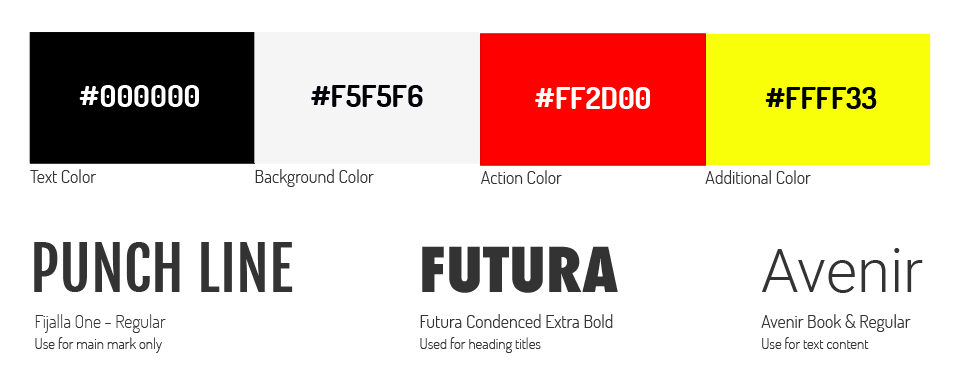 #000000
#F5F5F6
#FF2D00
#FFFF33
Text Color
Background Color
Action Color
Additional Color
PUNCH LINE
FUTURA
Avenir
Fijalla One - Regular
Futura Condenced Extra Bold
Avenir Book & Regular
Use for main mark only
Used for heading titles
Use for text content